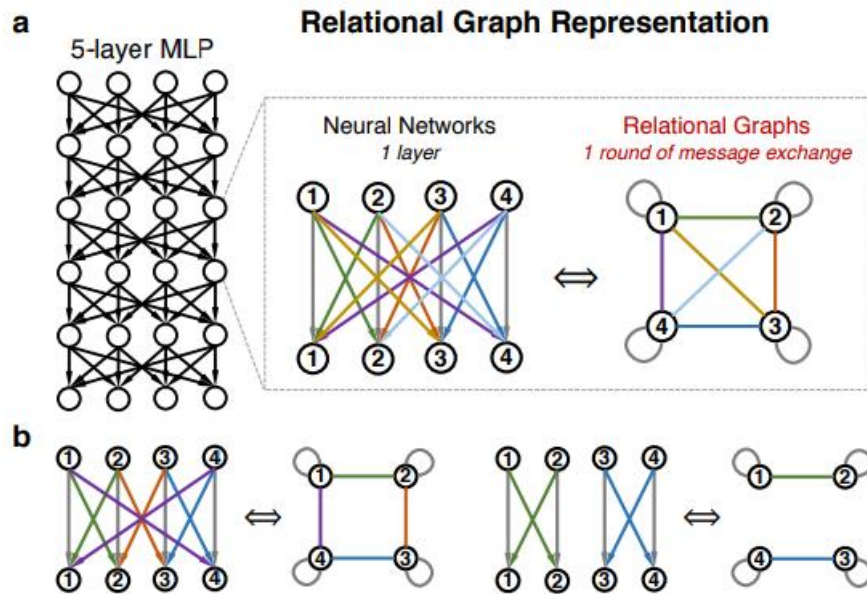 a
Relational Graph Representation
5-layer MLP
Neural Networks
1 layer
Relational Graphs
1 round of message exchange
1 2 3 4
1 2
⇔
4 3
1 2 3 4
b
1 2 3 4
⇔
1 2
4 3
1 2 3 4
1 2 3 4
⇔
1 2
4 3
1 2 3 4